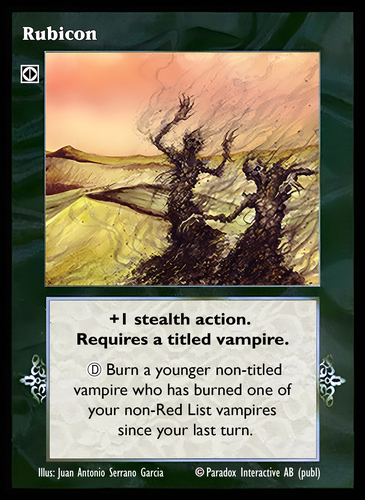 Rubicon
+1 stealth action.
Requires a titled vampire.
Ⓓ Burn a younger non-titled
vampire who has burned one of
your non-Red List vampires
since your last turn.
Illus: Juan Antonio Serrano Garcia © Paradox Interactive AB (publ)